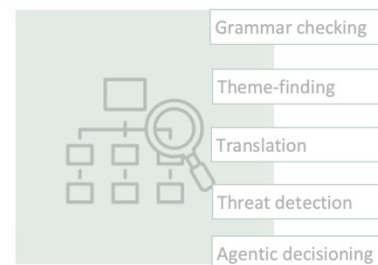 Grammar checking
Theme-finding
Translation
Threat detection
Agentic decisioning